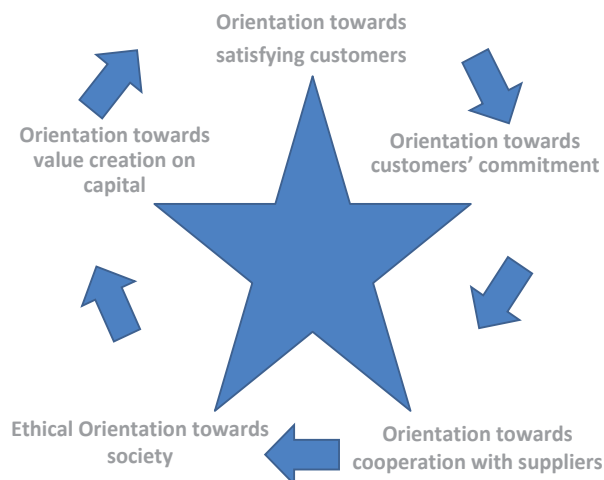 Orientation towards
satisfying customers
Orientation towards
value creation on
capital
Orientation towards
customers’ commitment
Ethical Orientation towards
society
Orientation towards
cooperation with suppliers